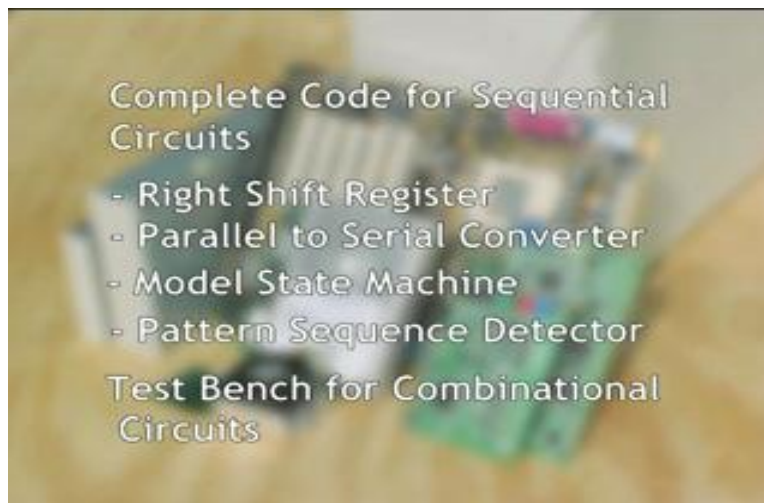 Complete Code for Sequential
Circuits
- Right Shift Register
- Parallel to Serial Converter
- Model State Machine
- Pattern Sequence Detector
Test Bench for Combinational
Circuits